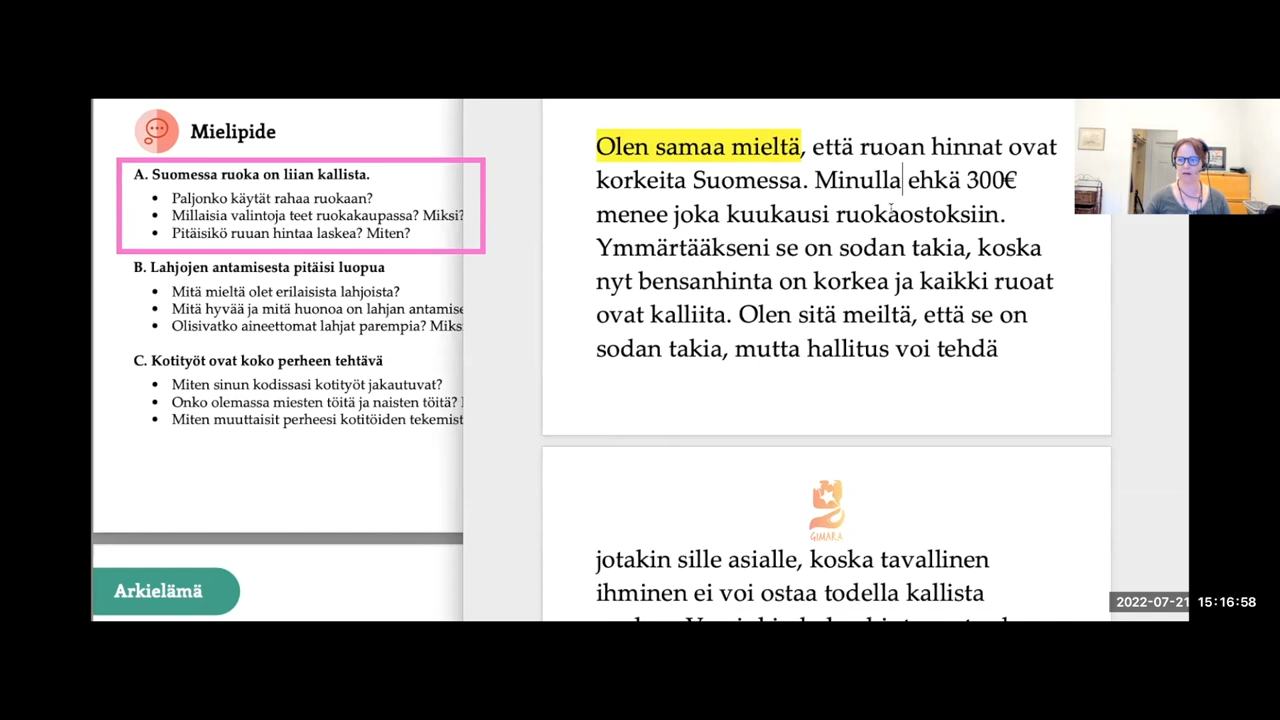 Mielipide
A. Suomessa ruoka on liian kallista.
Paljonko käytät rahaa ruokaan?
Millaisia valintoja teet ruokakaupassa? Miksi?
Pitäisikö ruuan hintaa laskea? Miten?
B. Lahjojen antamisesta pitäisi luopua
Mitä mieltä olet erilaisista lahjoista?
Mitä hyvää ja mitä huonoa on lahjan
Olisivatko aineettomat lahjat parempia?
C. Kotityöt ovat koko perheen tehtävä
Miten sinun kodissasi kotityöt jakautuvat?
Onko olemassa miesten töitä ja naisten töitä?
Miten muuttaisit perheesi kotitöiden
Arkielämä
Olen samaa mieltä, että ruoan hinnat ovat
korkeita Suomessa. Minulla ehkä 300€
menee joka kuukausi ruokaostoksiin.
Ymmärtääkseni se on sodan takia, koska
nyt bensanhinta on korkea ja kaikki ruoat
ovat kalliita. Olen sitä meiltä, että se on
sodan takia, mutta hallitus voi tehdä
GIMARA
jotakin sille asialle, koska tavallinen
ihminen ei voi ostaa todella kallista
2022-07-21 15:16:58